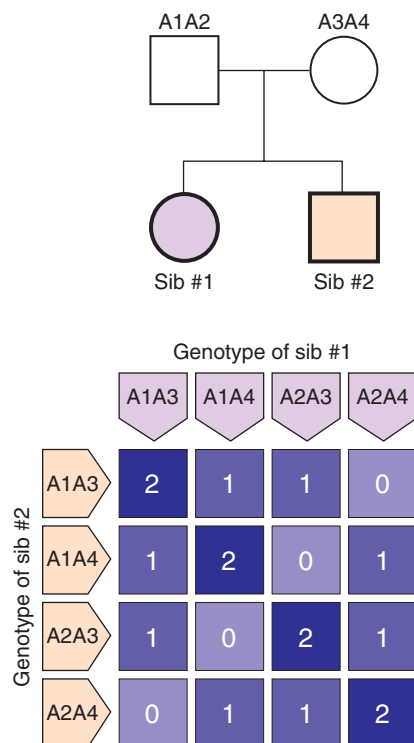 A1A2 A3A4
Sib #1 Sib #2
Genotype of sib #1
A1A3 A1A4 A2A3 A2A4
Genotype of sib #2
A1A3 2 1 1 0
A1A4 1 2 0 1
A2A3 1 0 2 1
A2A4 0 1 1 2